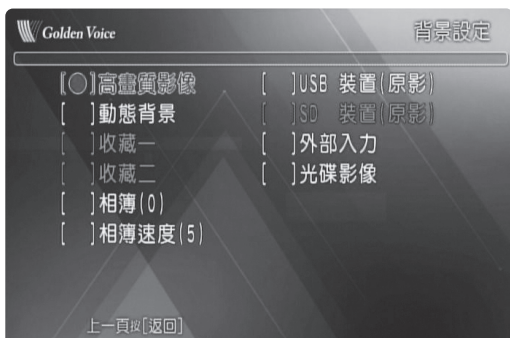 Golden Voice
背景設定
[○]高畫質影像
[ ]動態背景
[ ]收藏一
[ ]收藏二
[ ]相簿(0)
[ ]相簿速度(5)
[ ]USB 裝置(原影)
[ ]SD 裝置(原影)
[ ]外部入力
[ ]光碟影像
上一頁按[返回]